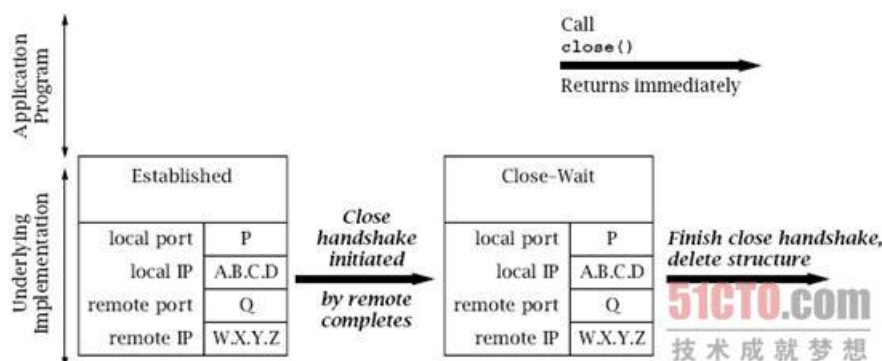 Application
Program
Call
close()
Returns immediately
Underlying
Implementation
Established
local port P
local IP A.B.C.D
remote port Q
remote IP W.X.Y.Z
Close
handshake
initiated
by remote
completes
Close-Wait
local port P
local IP A.B.C.D
remote port Q
remote IP W.X.Y.Z
Finish close handshake,
delete structure
51CTO.com
技术成就梦想